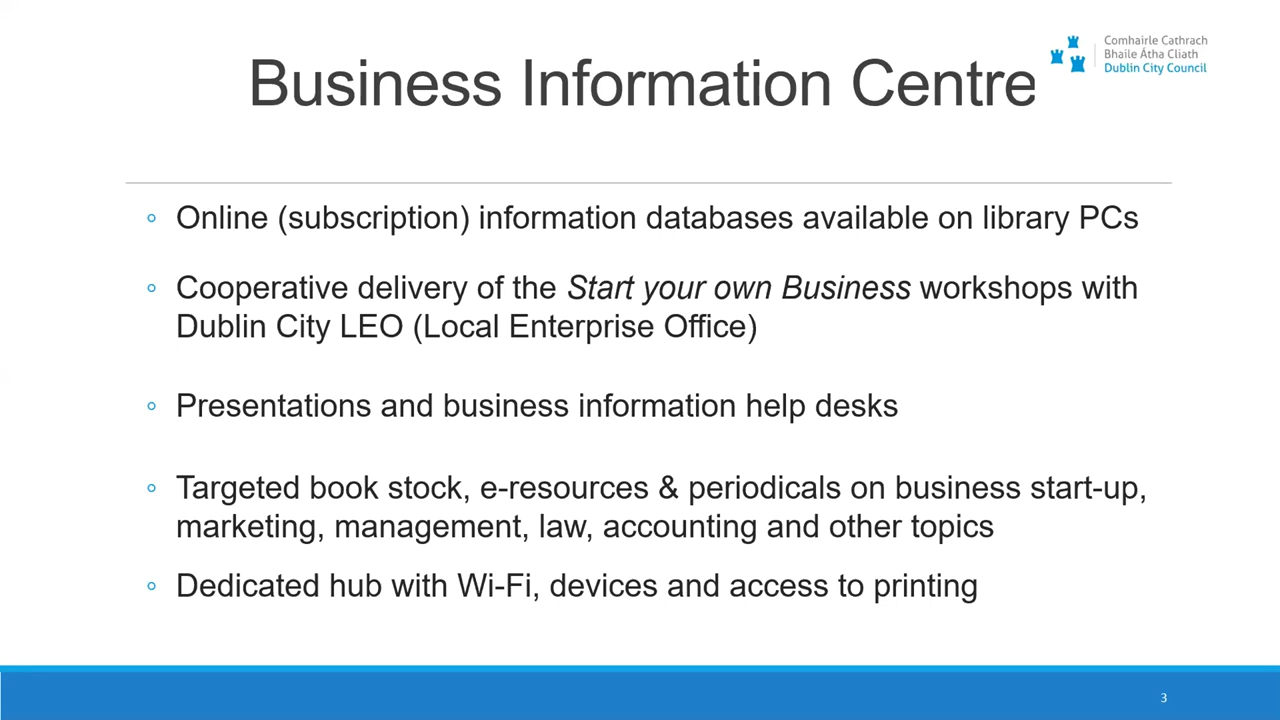 Business Information Centre
Comhairle Cathrach
Bhaile Átha Cliath
Dublin City Council
◦ Online (subscription) information databases available on library PCs
◦ Cooperative delivery of the Start your own Business workshops with
Dublin City LEO (Local Enterprise Office)
◦ Presentations and business information help desks
◦ Targeted book stock, e-resources & periodicals on business start-up,
marketing, management, law, accounting and other topics
◦ Dedicated hub with Wi-Fi, devices and access to printing
3